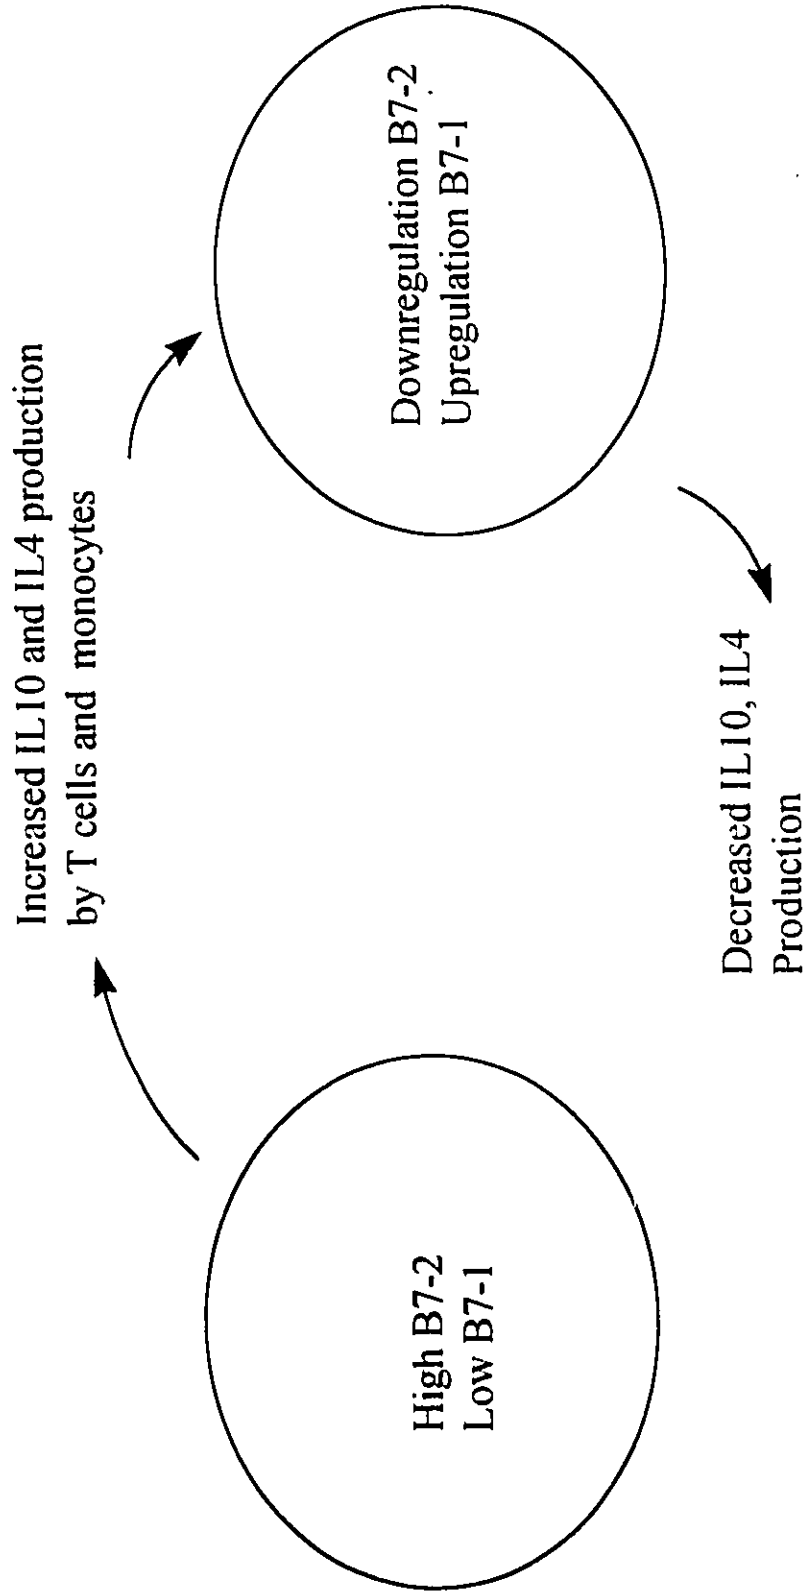 Increased IL10 and IL4 production
by T cells and monocytes
High B7-2
Low B7-1
Downregulation B7-2
Upregulation B7-1
Decreased IL10, IL4
Production